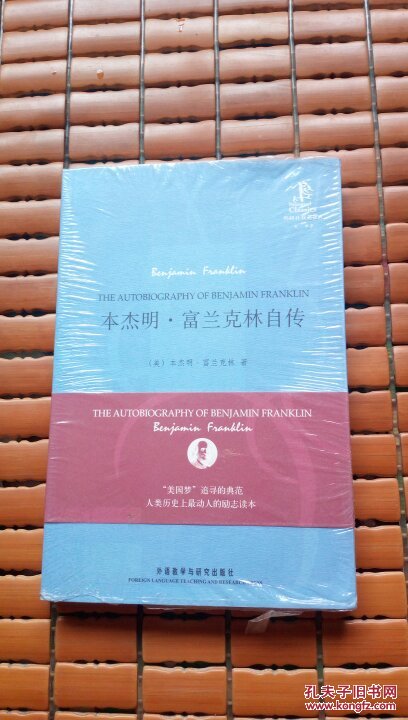 Classics
Benjamin Franklin
THE AUTOBIOGRAPHY OF BENJAMIN FRANKLIN
本杰明·富兰克林自传
(美) 本杰明·富兰克林 著
THE AUTOBIOGRAPHY OF BENJAMIN FRANKLIN
Benjamin Franklin
“美国梦”追寻的典范
人类历史上最动人的励志读本
外语教学与研究出版社
FOREIGN LANGUAGE TEACHING AND RESEARCH PRESS
孔夫子旧书网
www.kongfz.com